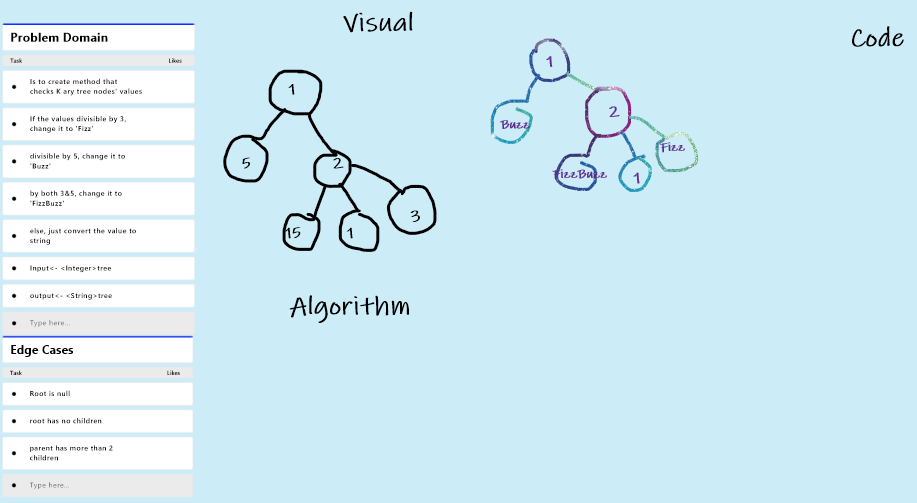 Problem Domain
Task Likes
Is to create method that
checks K ary tree nodes' values
If the values divisible by 3,
change it to 'Fizz'
divisible by 5, change it to
'Buzz'
by both 3&5, change it to
'FizzBuzz'
else, just convert the value to
string
Input<- <Integer>tree
output<- <String>tree
Type here...
Edge Cases
Task Likes
Root is null
root has no children
parent has more than 2
children
Type here...
Visual
1
5
2
15
1
3
1
Buzz
2
FizzBuzz
1
Fizz
Algorithm
Code